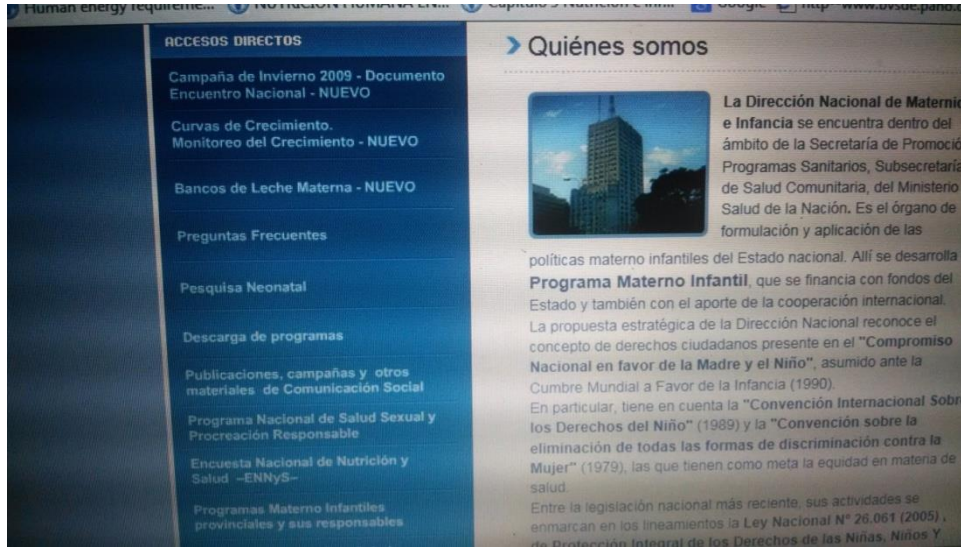 Human energy requireme...
ACCESOS DIRECTOS
Campaña de Invierno 2009 - Documento
Encuentro Nacional - NUEVO
Curvas de Crecimiento.
Monitoreo del Crecimiento - NUEVO
Bancos de Leche Materna - NUEVO
Preguntas Frecuentes
Pesquisa Neonatal
Descarga de programas
Publicaciones, campañas y otros
materiales de Comunicación Social
Programa Nacional de Salud Sexual y
Procreación Responsable
Encuesta Nacional de Nutrición y
Salud -ENNyS-
Programas Materno Infantiles
provinciales y sus responsables
Quiénes somos
La Dirección Nacional de Maternid
e Infancia se encuentra dentro del
ámbito de la Secretaría de Promoció
Programas Sanitarios, Subsecretaría
de Salud Comunitaria, del Ministerio
Salud de la Nación. Es el órgano de
formulación y aplicación de las
políticas materno infantiles del Estado nacional. Allí se desarrolla
Programa Materno Infantil, que se financia con fondos del
Estado y también con el aporte de la cooperación internacional.
La propuesta estratégica de la Dirección Nacional reconoce el
concepto de derechos ciudadanos presente en el "Compromiso
Nacional en favor de la Madre y el Niño", asumido ante la
Cumbre Mundial a Favor de la Infancia (1990).
En particular, tiene en cuenta la "Convención Internacional Sobr
los Derechos del Niño" (1989) y la "Convención sobre la
eliminación de todas las formas de discriminación contra la
Mujer" (1979), las que tienen como meta la equidad en materia de
salud.
Entre la legislación nacional más reciente, sus actividades se
enmarcan en los lineamientos la Ley Nacional Nº 26.061 (2005),
de Protección Integral de los Derechos de las Niñas, Niños Y